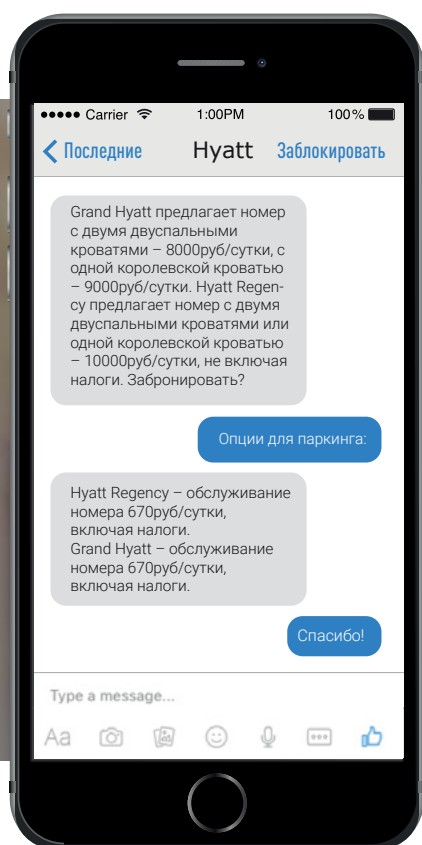 Carrier 1:00PM 100%
Последние Hyatt Заблокировать
Grand Hyatt предлагает номер
с двумя двуспальными
кроватями – 8000руб/сутки, с
одной королевской кроватью
– 9000руб/сутки. Hyatt Regen-
cy предлагает номер с двумя
двуспальными кроватями или
одной королевской кроватью
– 10000руб/сутки, не включая
налоги. Забронировать?
Опции для паркинга:
Hyatt Regency – обслуживание
номера 670руб/сутки,
включая налоги.
Grand Hyatt – обслуживание
номера 670руб/сутки,
включая налоги.
Спасибо!
Type a message...
Aa